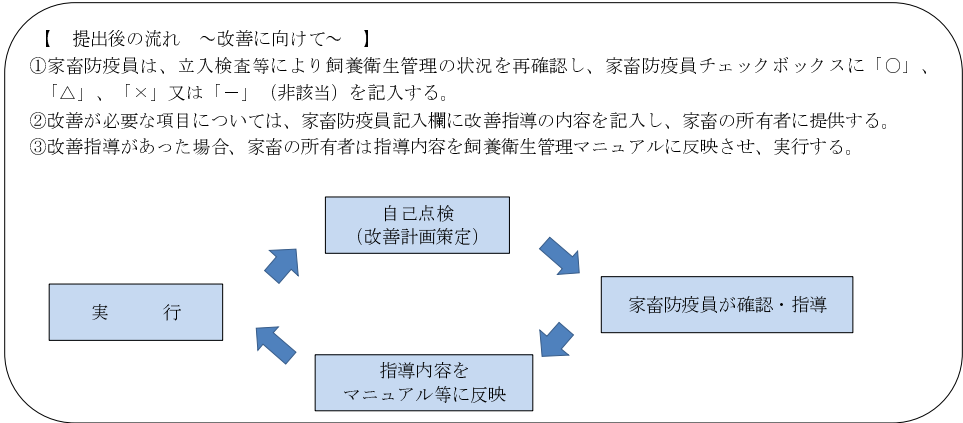 【　提出後の流れ　～改善に向けて～　】
①家畜防疫員は、立入検査等により飼養衛生管理の状況を再確認し、家畜防疫員チェックボックスに「○」、
「△」、「×」又は「－」（非該当）を記入する。
②改善が必要な項目については、家畜防疫員記入欄に改善指導の内容を記入し、家畜の所有者に提供する。
③改善指導があった場合、家畜の所有者は指導内容を飼養衛生管理マニュアルに反映させ、実行する。
自己点検
（改善計画策定）
実　　　行
家畜防疫員が確認・指導
指導内容を
マニュアル等に反映